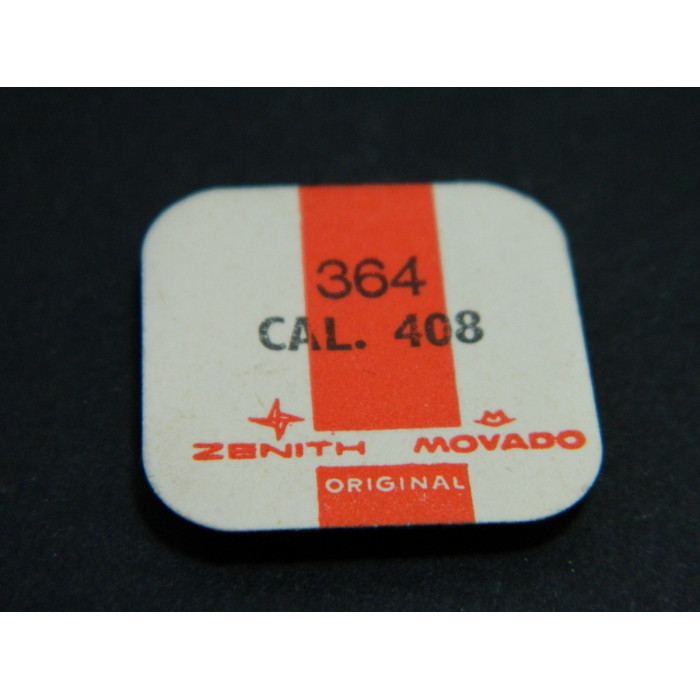 364
CAL. 408
ZENITH MOVADO
ORIGINAL